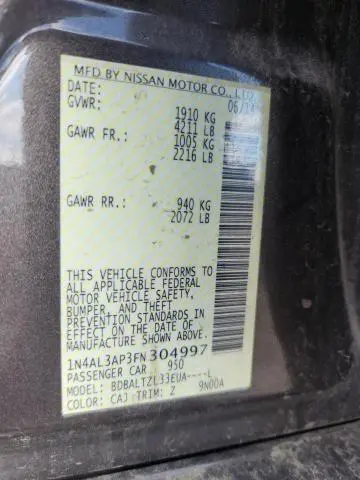 MFD BY NISSAN MOTOR CO., LTD.
DATE: 06/14
GVWR: 1910 KG
4211 LB
GAWR FR.: 1005 KG
2216 LB
GAWR RR.: 940 KG
2072 LB
THIS VEHICLE CONFORMS TO
ALL APPLICABLE FEDERAL
MOTOR VEHICLE SAFETY,
BUMPER, AND THEFT
PREVENTION STANDARDS IN
EFFECT ON THE DATE OF
MANUFACTURE SHOWN ABOVE.
1N4AL3AP3FN304997
PASSENGER CAR 950
MODEL: BDBALTZL33EUA----L
COLOR: CAJ TRIM: Z 9N00A